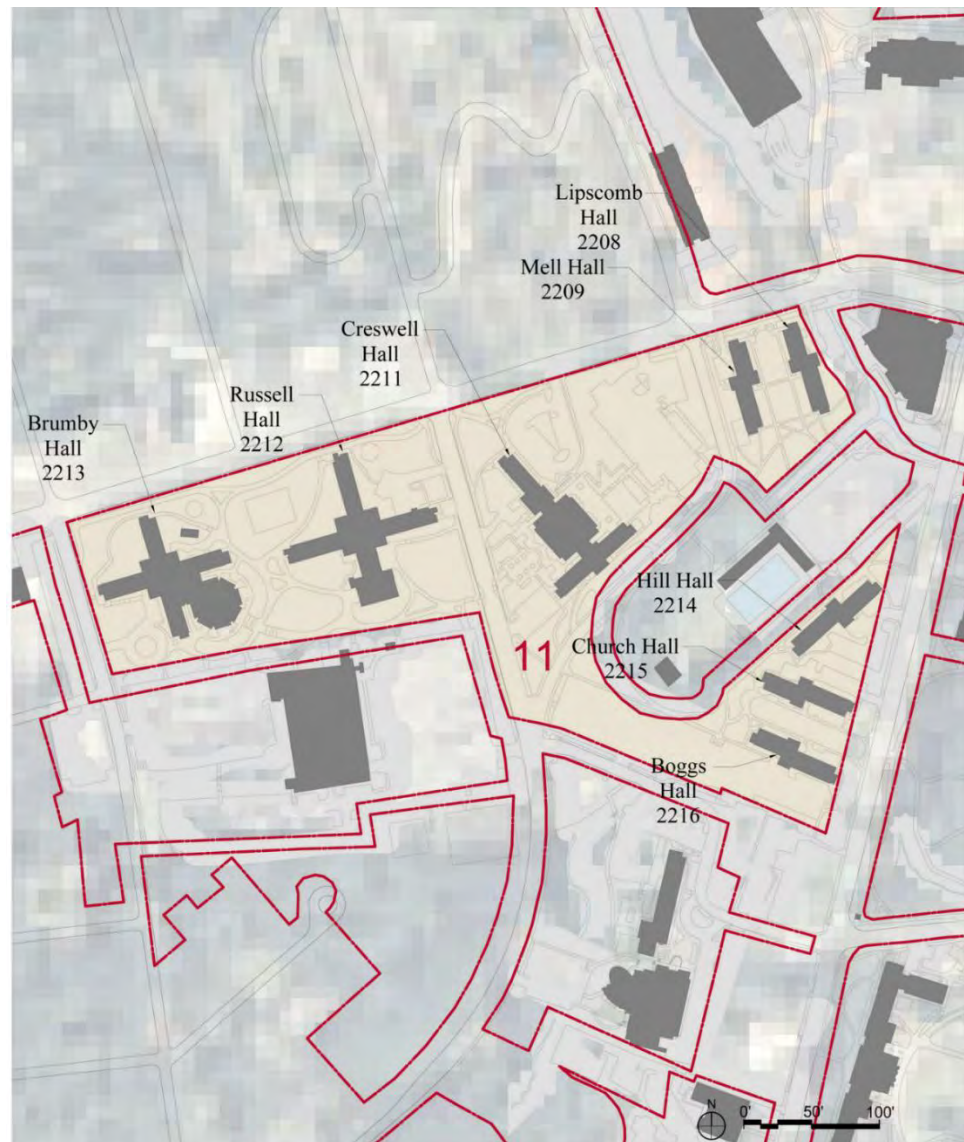 Lipscomb
Hall
2208
Mell Hall
2209
Creswell
Hall
2211
Russell
Hall
2212
Brumby
Hall
2213
Hill Hall
2214
11
Church Hall
2215
Boggs
Hall
2216
N
0' 50' 100'